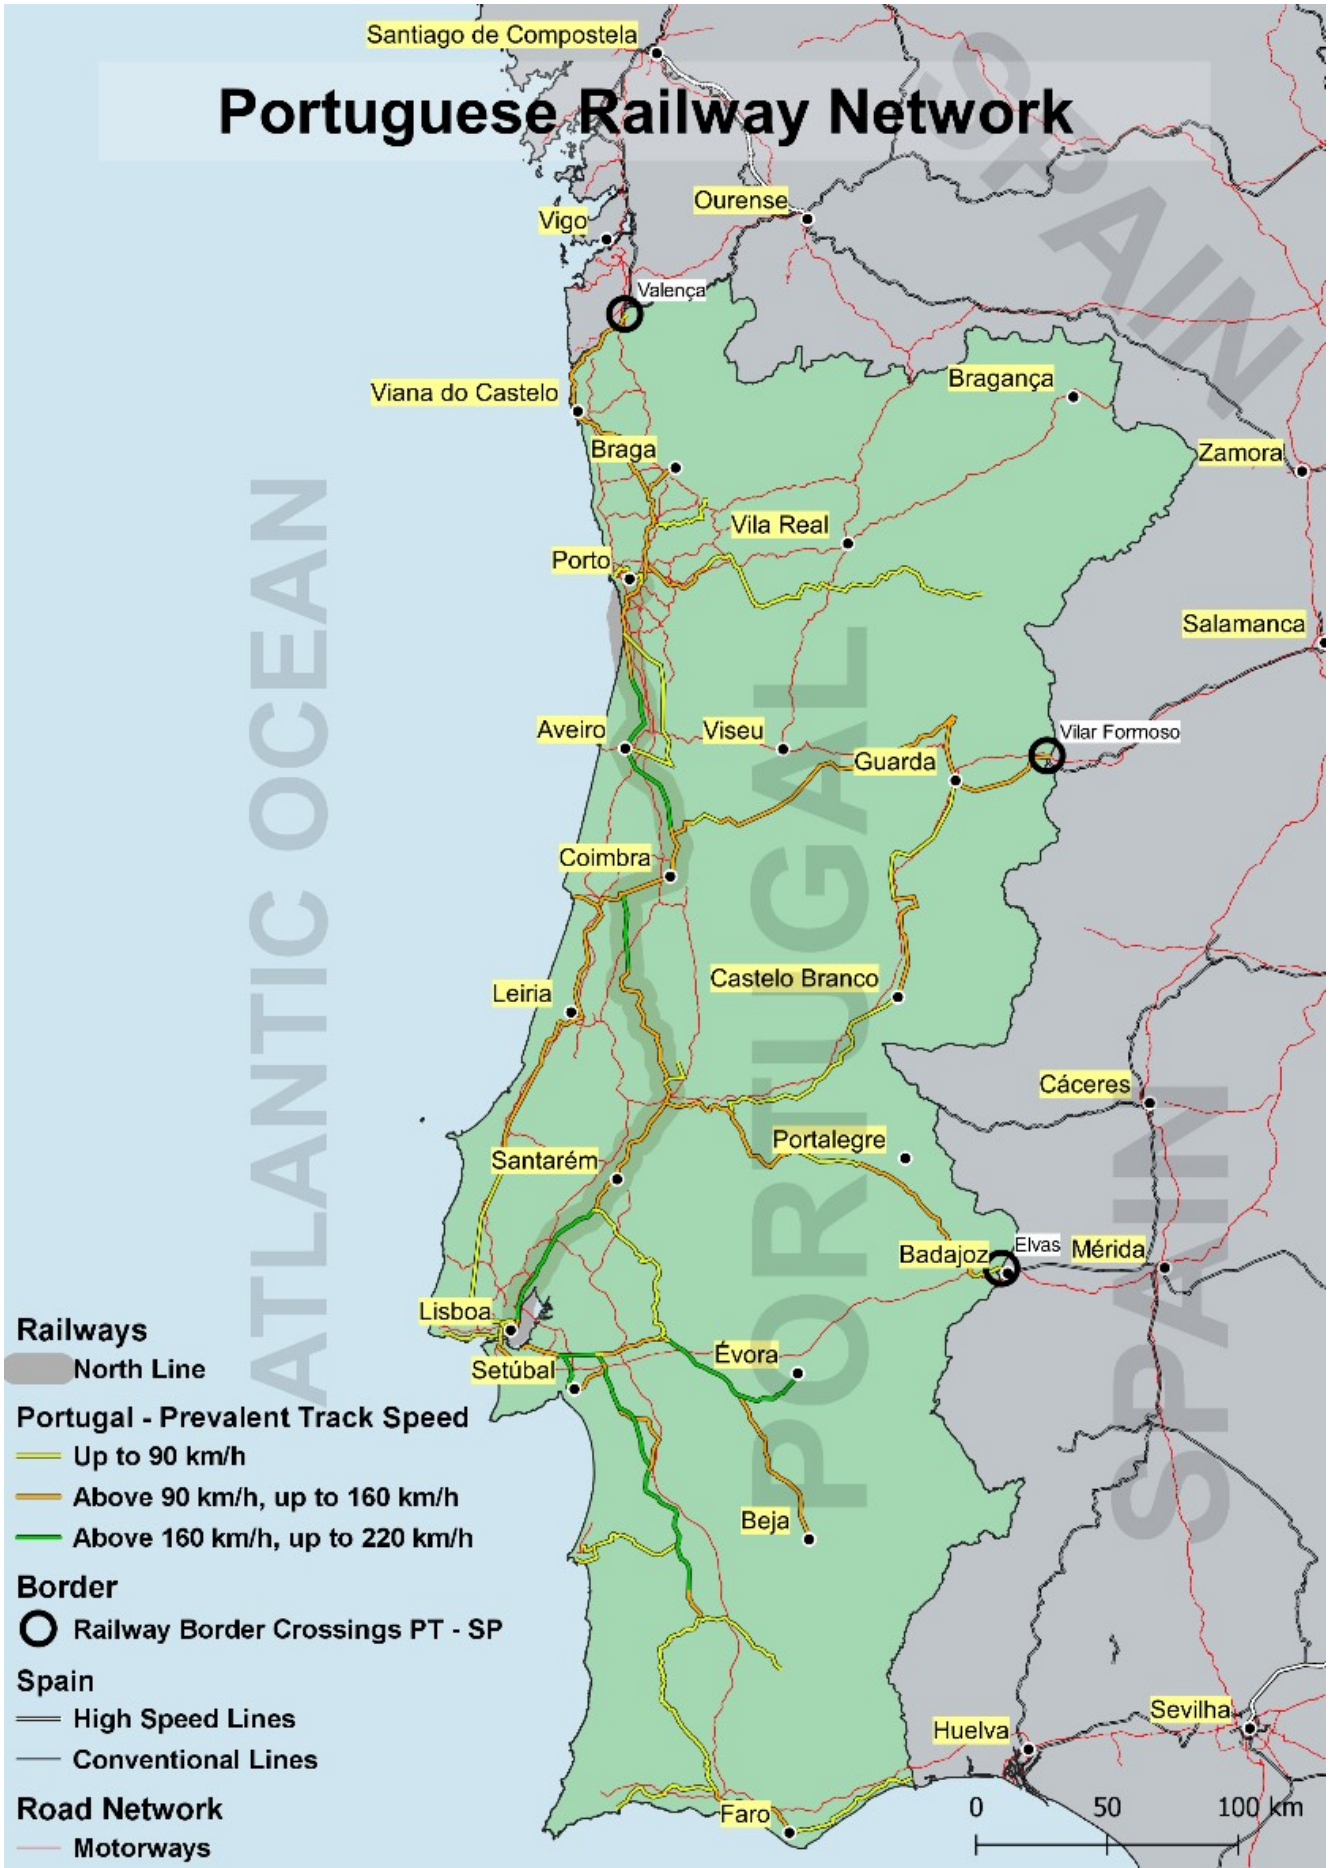 Santiago de Compostela
Portuguese Railway Network
SPAIN
Ourense
Vigo
Valença
Viana do Castelo
Bragança
Braga
Zamora
Vila Real
Porto
Salamanca
ATLANTIC OCEAN
Aveiro
Viseu
Vilar Formoso
Guarda
PORTUGAL
Coimbra
Castelo Branco
Leiria
Cáceres
Portalegre
Santarém
Elvas
Badajoz
Mérida
SPAIN
Lisboa
Évora
Setúbal
Beja
Sevilha
Huelva
Faro
0 50 100 km
Railways
North Line
Portugal - Prevalent Track Speed
Up to 90 km/h
Above 90 km/h, up to 160 km/h
Above 160 km/h, up to 220 km/h
Border
Railway Border Crossings PT - SP
Spain
High Speed Lines
Conventional Lines
Road Network
Motorways